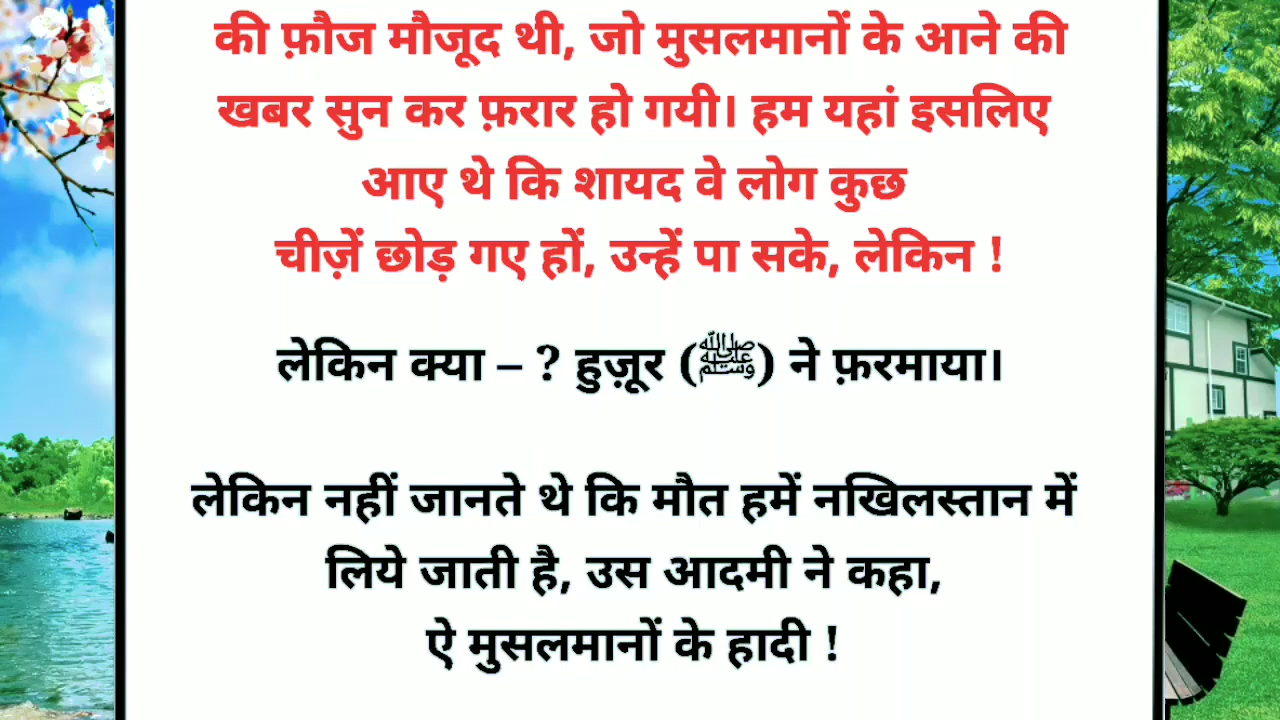 की फ़ौज मौजूद थी, जो मुसलमानों के आने की
खबर सुन कर फ़रार हो गयी। हम यहां इसलिए
आए थे कि शायद वे लोग कुछ
चीज़ें छोड़ गए हों, उन्हें पा सके, लेकिन !
लेकिन क्या – ? हुज़ूर (ﷺ) ने फ़रमाया।
लेकिन नहीं जानते थे कि मौत हमें नखिलस्तान में
लिये जाती है, उस आदमी ने कहा,
ऐ मुसलमानों के हादी !